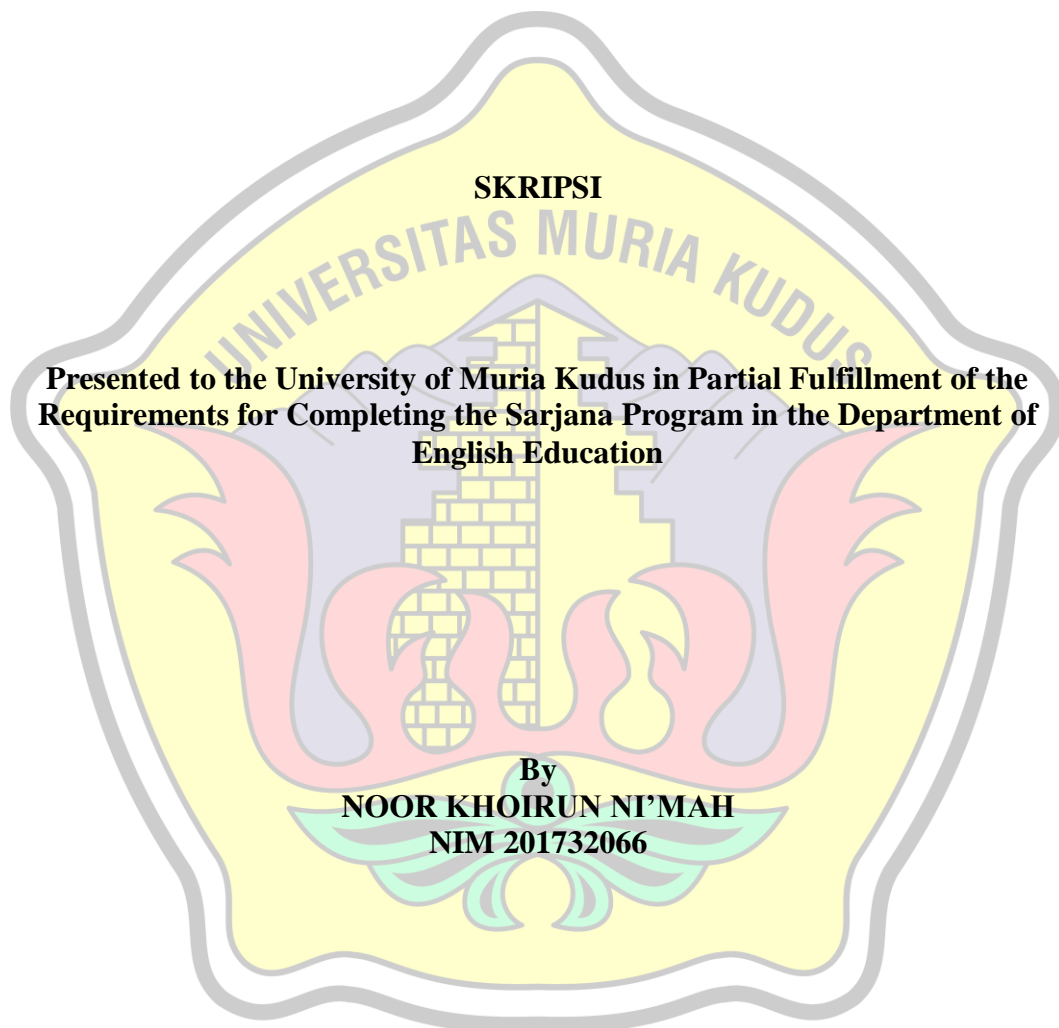 SKRIPSI
UNIVERSITAS MURIA KUDUS
Presented to the University of Muria Kudus in Partial Fulfillment of the
Requirements for Completing the Sarjana Program in the Department of
English Education
By
NOOR KHOIRUN NI’MAH
NIM 201732066